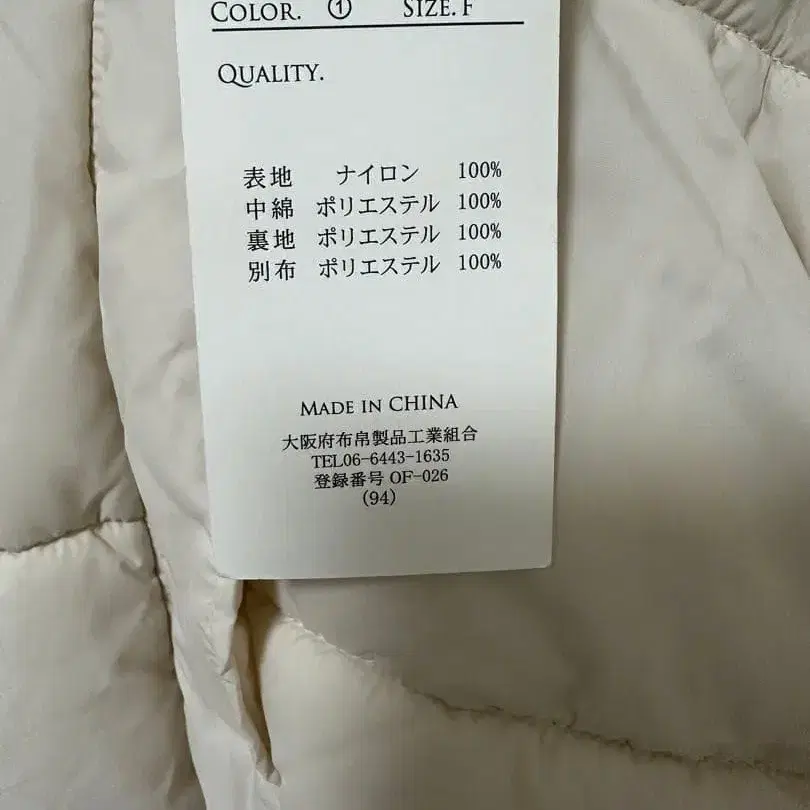 COLOR. ① SIZE. F
QUALITY.
表地 ナイロン 100%
中綿 ポリエステル 100%
裏地 ポリエステル 100%
別布 ポリエステル 100%
MADE IN CHINA
大阪府布帛製品工業組合
TEL06-6443-1635
登録番号 OF-026
(94)